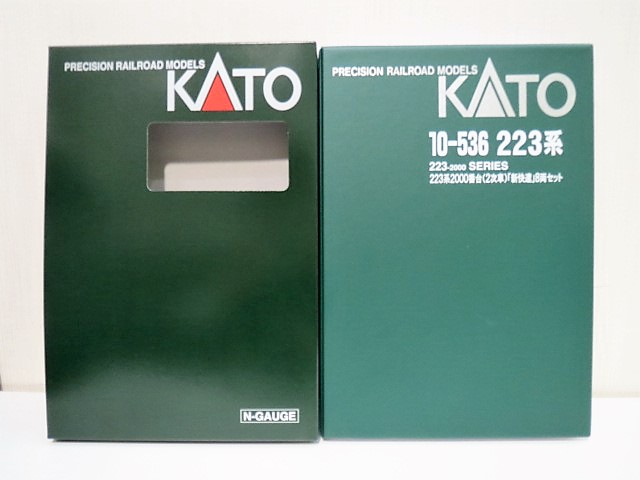 PRECISION RAILROAD MODELS
KATO
N-GAUGE
PRECISION RAILROAD MODELS
KATO
10-536 223系
223-2000 SERIES
223系2000番台(2次車)「新快速」8両セット